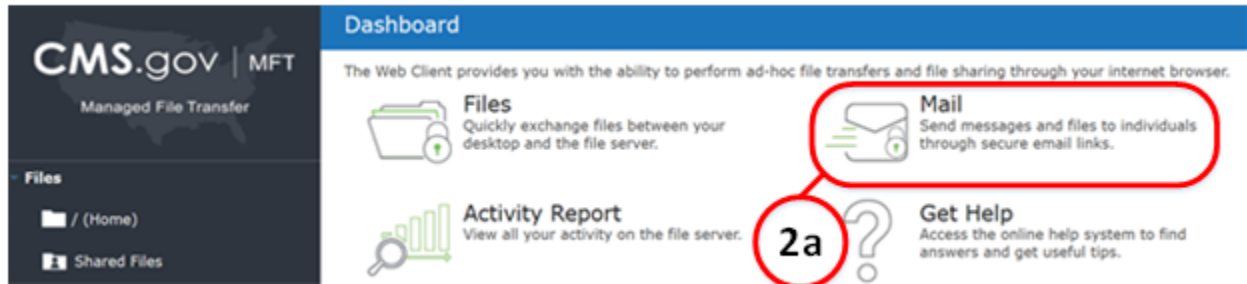 CMS.gov | MFT
Managed File Transfer
Files
/ (Home)
Shared Files
Dashboard
The Web Client provides you with the ability to perform ad-hoc file transfers and file sharing through your internet browser.
Files
Quickly exchange files between your
desktop and the file server.
Mail
Send messages and files to individuals
through secure email links.
Activity Report
View all your activity on the file server.
2a
Get Help
Access the online help system to find
answers and get useful tips.